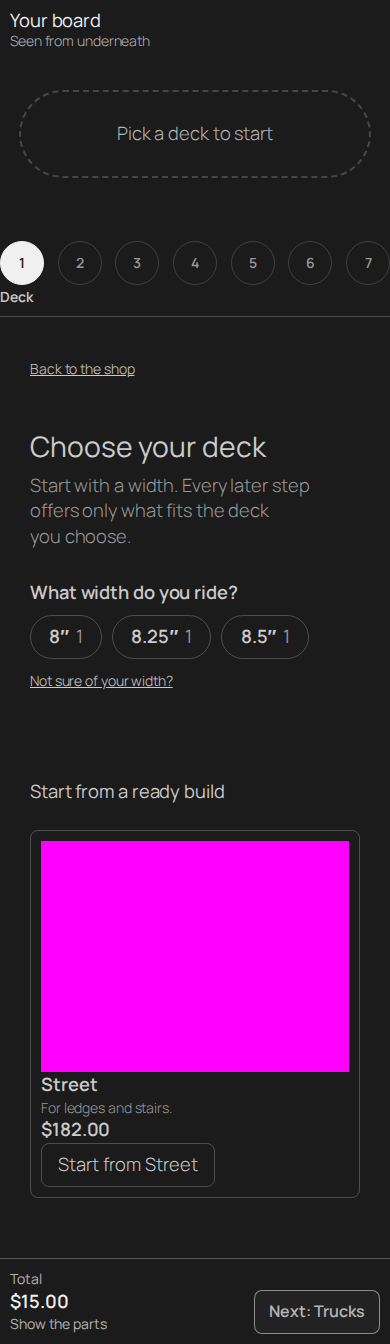 Your board
Seen from underneath
Pick a deck to start
1 2 3 4 5 6 7
Deck
Back to the shop
Choose your deck
Start with a width. Every later step
offers only what fits the deck
you choose.
What width do you ride?
8″ 1 8.25″ 1 8.5″ 1
Not sure of your width?
Start from a ready build
Street
For ledges and stairs.
$182.00
Start from Street
Total
$15.00
Show the parts
Next: Trucks